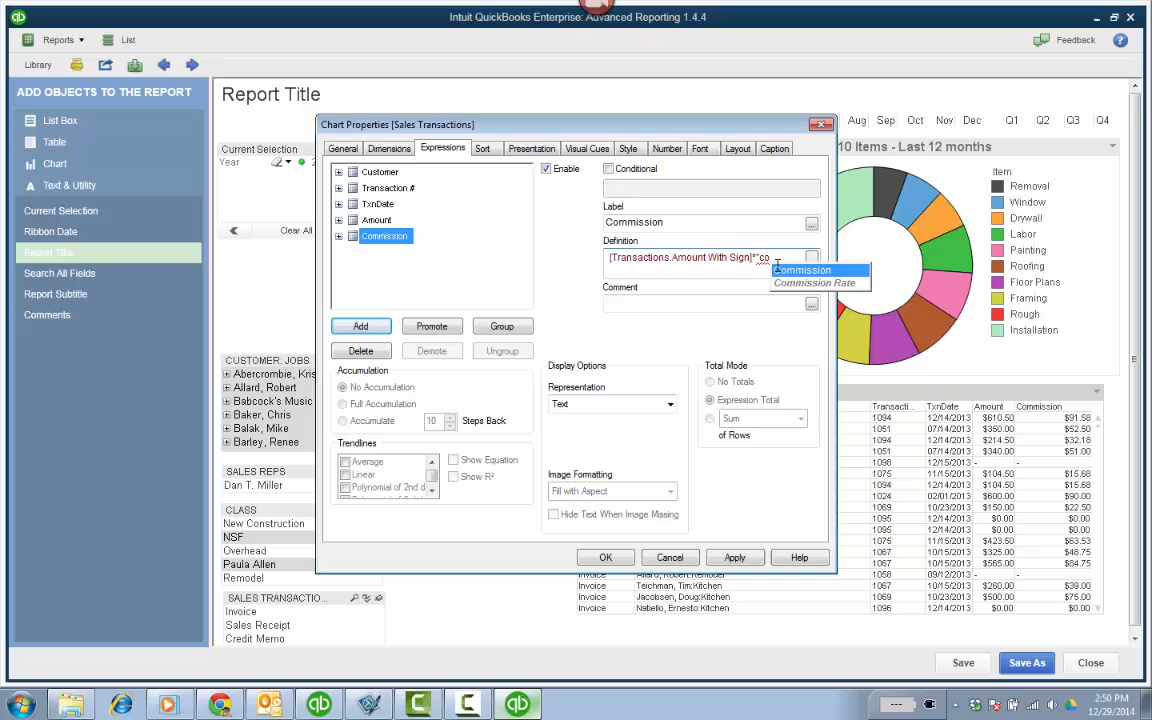 Intuit QuickBooks Enterprise: Advanced Reporting 1.4.4
Reports List
Feedback ?
Library
ADD OBJECTS TO THE REPORT
List Box
Table
Chart
Text & Utility
Current Selection
Ribbon Date
Report Title
Search All Fields
Report Subtitle
Comments
Report Title
Aug Sep Oct Nov Dec Q1 Q2 Q3 Q4
Current Selection
Year 2
Clear All
10 Items - Last 12 months
Item
Removal
Window
Drywall
Labor
Painting
Roofing
Floor Plans
Framing
Rough
Installation
Chart Properties [Sales Transactions]
General Dimensions Expressions Sort Presentation Visual Cues Style Number Font Layout Caption
Customer
Transaction #
TxnDate
Amount
Commission
Enable
Conditional
Label
Commission
...
Definition
[Transactions.Amount With Sign]*"co
Commission
Commission Rate
Comment
...
Add Promote Group
Delete Demote Ungroup
Accumulation
No Accumulation
Full Accumulation
Accumulate 10 Steps Back
Trendlines
Average
Linear
Polynomial of 2nd d
Show Equation
Show R²
Display Options
Representation
Text
Image Formatting
Fill with Aspect
Hide Text When Image Missing
Total Mode
No Totals
Expression Total
Sum
of Rows
OK Cancel Apply Help
CUSTOMER: JOBS
Abercrombie, Kris
Allard, Robert
Babcock's Music
Baker, Chris
Balak, Mike
Barley, Renee
SALES REPS
Dan T. Miller
CLASS
New Construction
NSF
Overhead
Paula Allen
Remodel
SALES TRANSACTIO...
Invoice
Sales Receipt
Credit Memo
Transacti... TxnDate Amount Commission
1094 12/14/2013 $610.50 $91.58
1051 07/14/2013 $350.00 $52.50
1094 12/14/2013 $214.50 $32.18
1051 07/14/2013 $340.00 $51.00
1098 12/15/2013 - -
1075 11/15/2013 $104.50 $15.68
1094 12/14/2013 $104.50 $15.68
1024 02/01/2013 $600.00 $90.00
1069 10/23/2013 $150.00 $22.50
1095 12/14/2013 $0.00 $0.00
1095 12/14/2013 $0.00 $0.00
1075 11/15/2013 $423.50 $63.53
1067 10/15/2013 $325.00 $48.75
1067 10/15/2013 $565.00 $84.75
Invoice Allard, Robert:Remodel 1058 09/12/2013 - -
Invoice Teichman, Tim:Kitchen 1067 10/15/2013 $260.00 $39.00
Invoice Jacobsen, Doug:Kitchen 1069 10/23/2013 $500.00 $75.00
Invoice Natiello, Ernesto:Kitchen 1096 12/14/2013 $0.00 $0.00
Save Save As Close
2:50 PM
12/29/2014